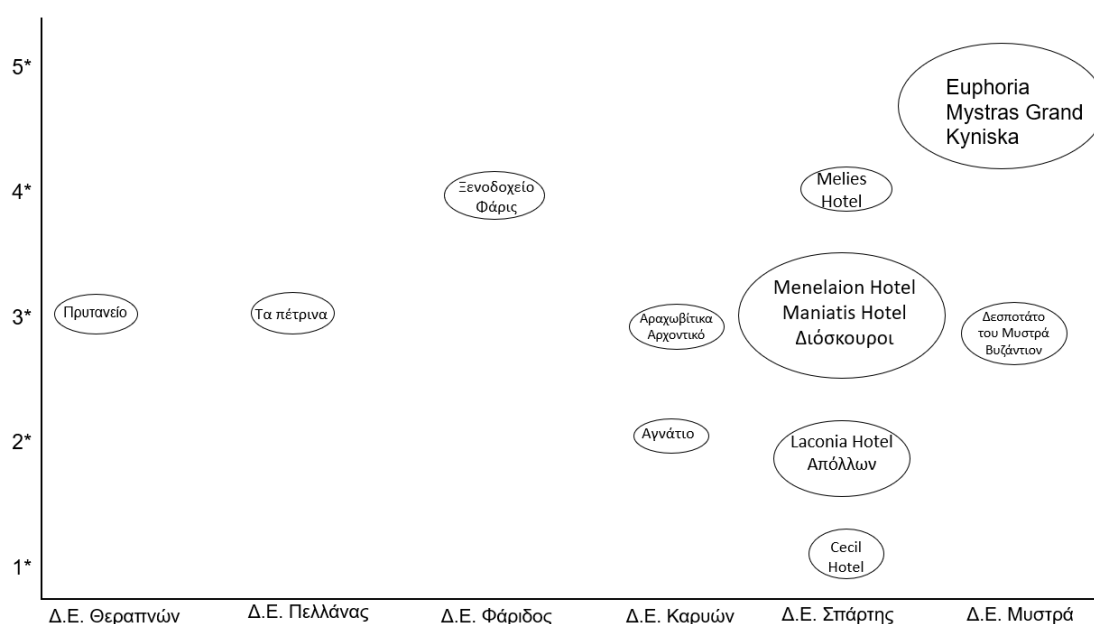 5*
Euphoria
Mystras Grand
Kyniska
4*
Ξενοδοχείο
Φάρις
Melies
Hotel
3*
Πρυτανείο
Τα πέτρινα
Αραχωβίτικα
Αρχοντικό
Menelaion Hotel
Maniatis Hotel
Διόσκουροι
Δεσποτάτο
του Μυστρά
Βυζάντιον
2*
Αγνάτιο
Laconia Hotel
Απόλλων
1*
Cecil
Hotel
Δ.Ε. Θεραπνών
Δ.Ε. Πελλάνας
Δ.Ε. Φάριδος
Δ.Ε. Καρυών
Δ.Ε. Σπάρτης
Δ.Ε. Μυστρά